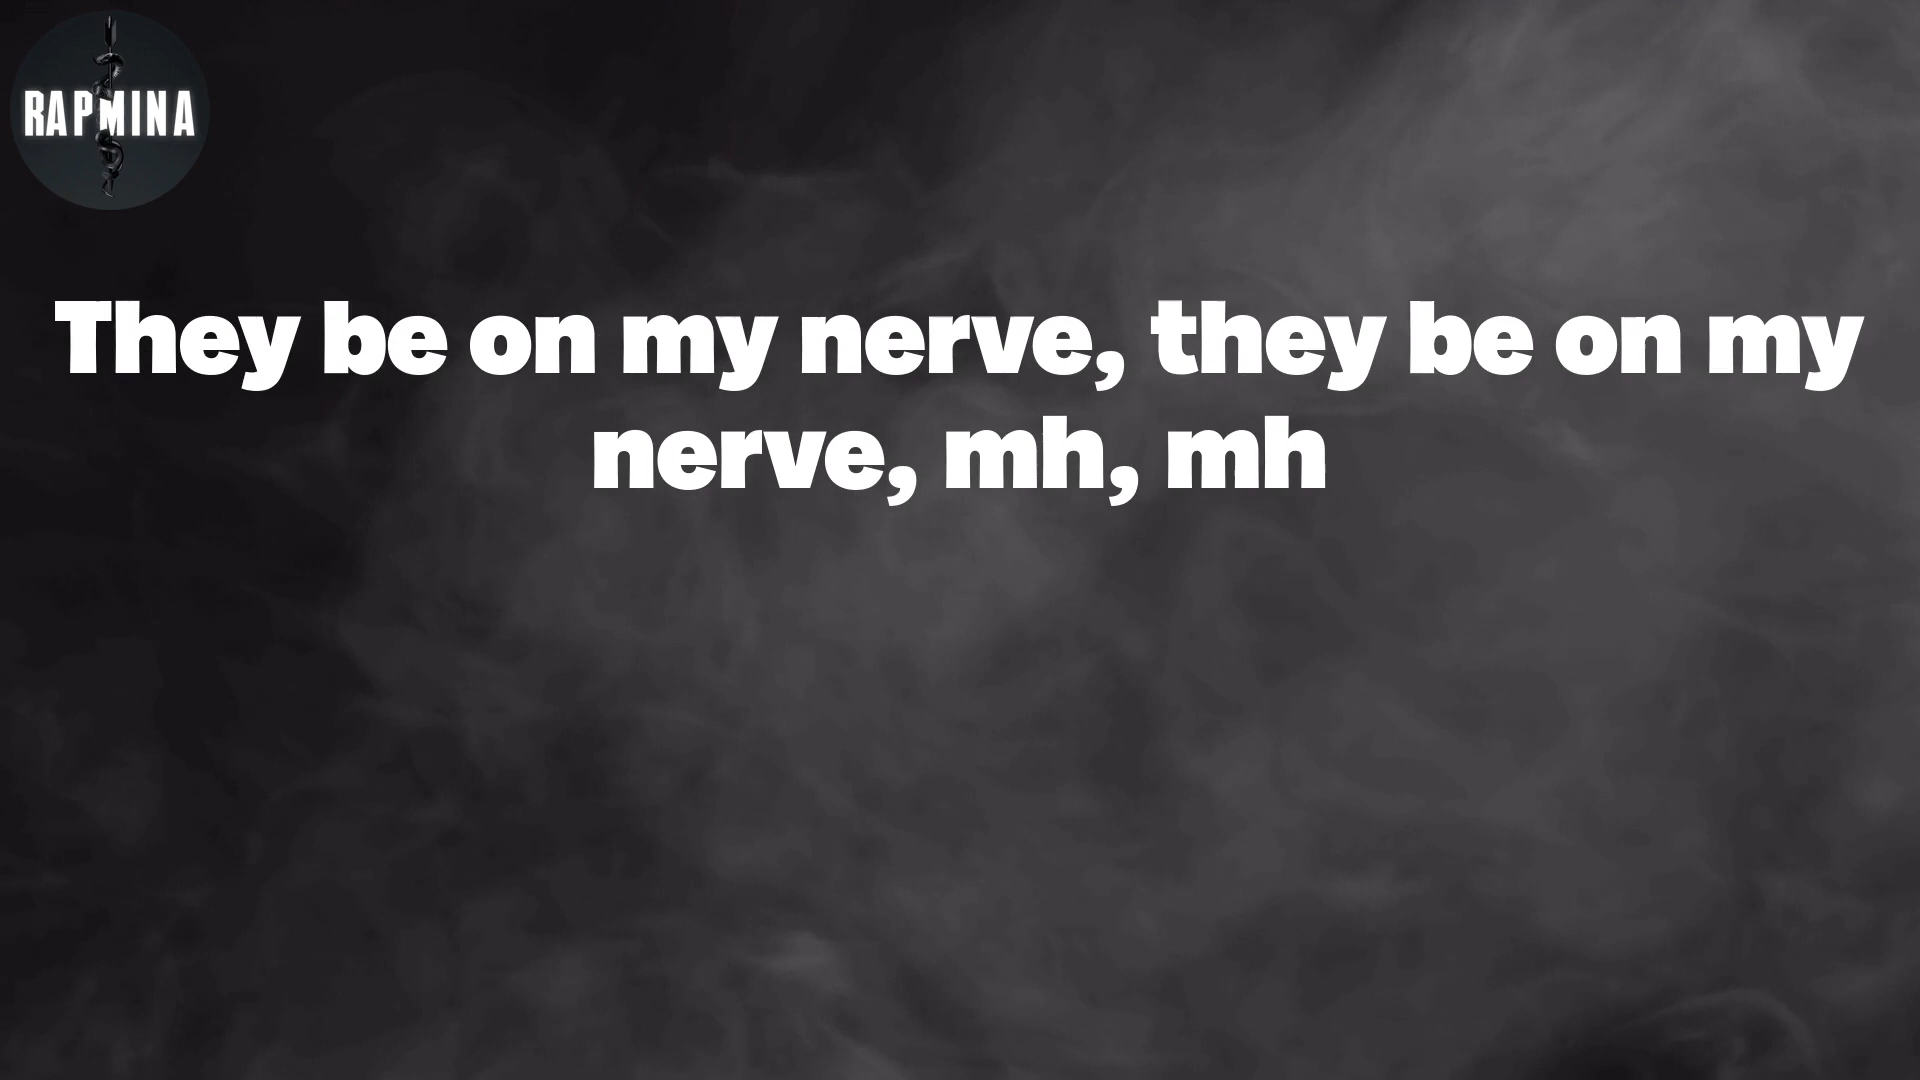 RAPMINA
They be on my nerve, they be on my
nerve, mh, mh